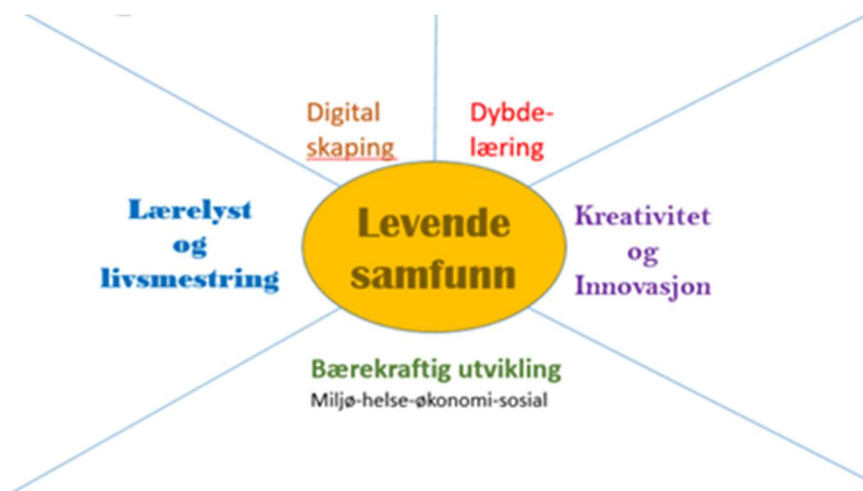 Digital
skaping
Dybde-
læring
Lærelyst
og
livsmestring
Levende
samfunn
Kreativitet
og
Innovasjon
Bærekraftig utvikling
Miljø-helse-økonomi-sosial